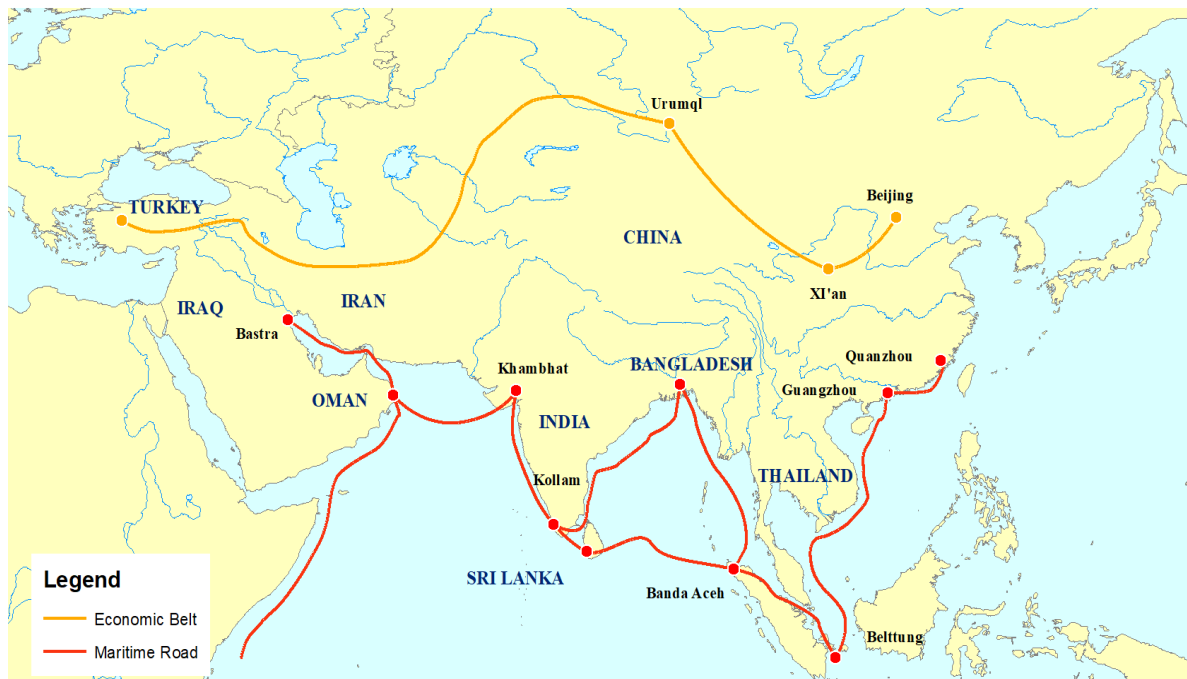 Urumql
Beijing
TURKEY
CHINA
XI'an
IRAQ
IRAN
Bastra
Quanzhou
Khambhat
BANGLADESH
Guangzhou
OMAN
INDIA
Kollam
THAILAND
SRI LANKA
Banda Aceh
Belttung
Legend
Economic Belt
Maritime Road